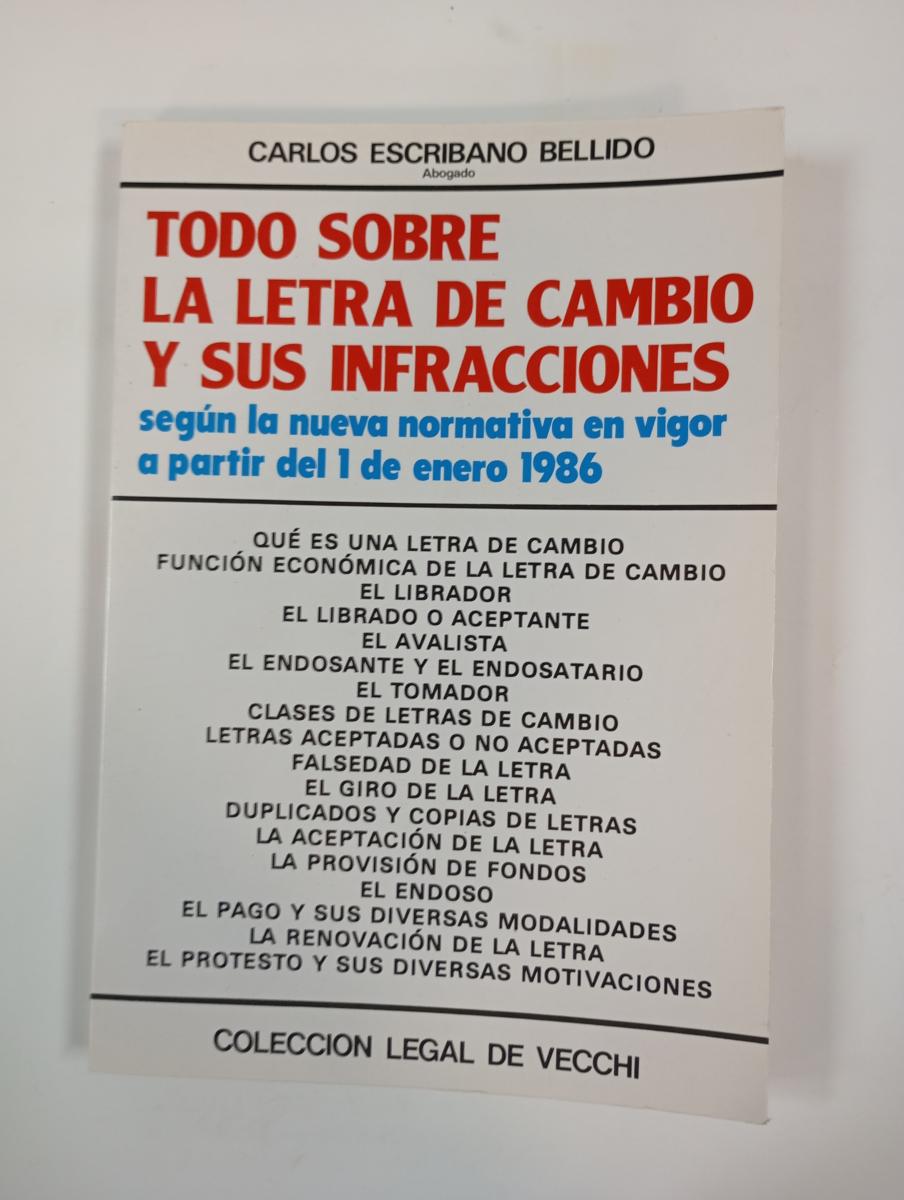 CARLOS ESCRIBANO BELLIDO
Abogado
TODO SOBRE
LA LETRA DE CAMBIO
Y SUS INFRACCIONES
según la nueva normativa en vigor
a partir del 1 de enero 1986
QUÉ ES UNA LETRA DE CAMBIO
FUNCIÓN ECONÓMICA DE LA LETRA DE CAMBIO
EL LIBRADOR
EL LIBRADO O ACEPTANTE
EL AVALISTA
EL ENDOSANTE Y EL ENDOSATARIO
EL TOMADOR
CLASES DE LETRAS DE CAMBIO
LETRAS ACEPTADAS O NO ACEPTADAS
FALSEDAD DE LA LETRA
EL GIRO DE LA LETRA
DUPLICADOS Y COPIAS DE LETRAS
LA ACEPTACIÓN DE LA LETRA
LA PROVISIÓN DE FONDOS
EL ENDOSO
EL PAGO Y SUS DIVERSAS MODALIDADES
LA RENOVACIÓN DE LA LETRA
EL PROTESTO Y SUS DIVERSAS MOTIVACIONES
COLECCION LEGAL DE VECCHI